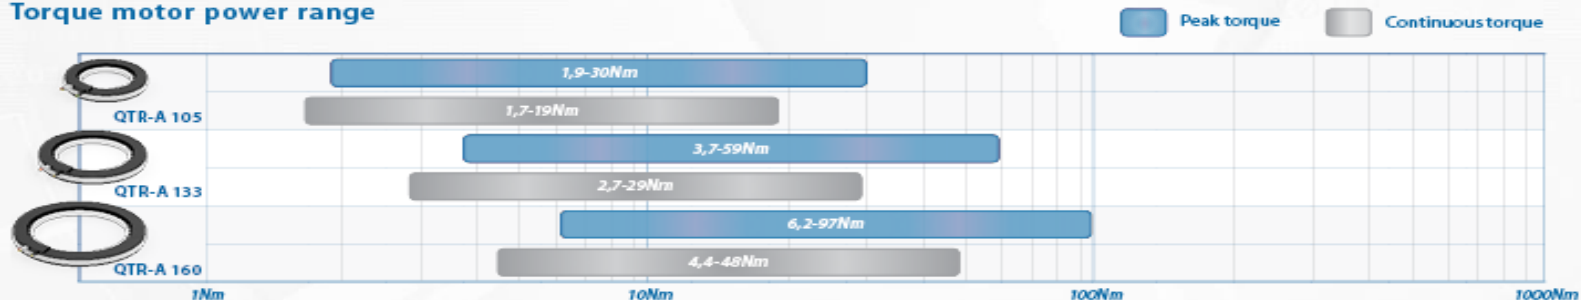 Torque motor power range
Peak torque
Continuous torque
1,9-30Nm
1,7-19Nm
QTR-A 105
3,7-59Nm
2,7-29Nm
QTR-A 133
6,2-97Nm
4,4-48Nm
QTR-A 160
1Nm
10Nm
100Nm
1000Nm